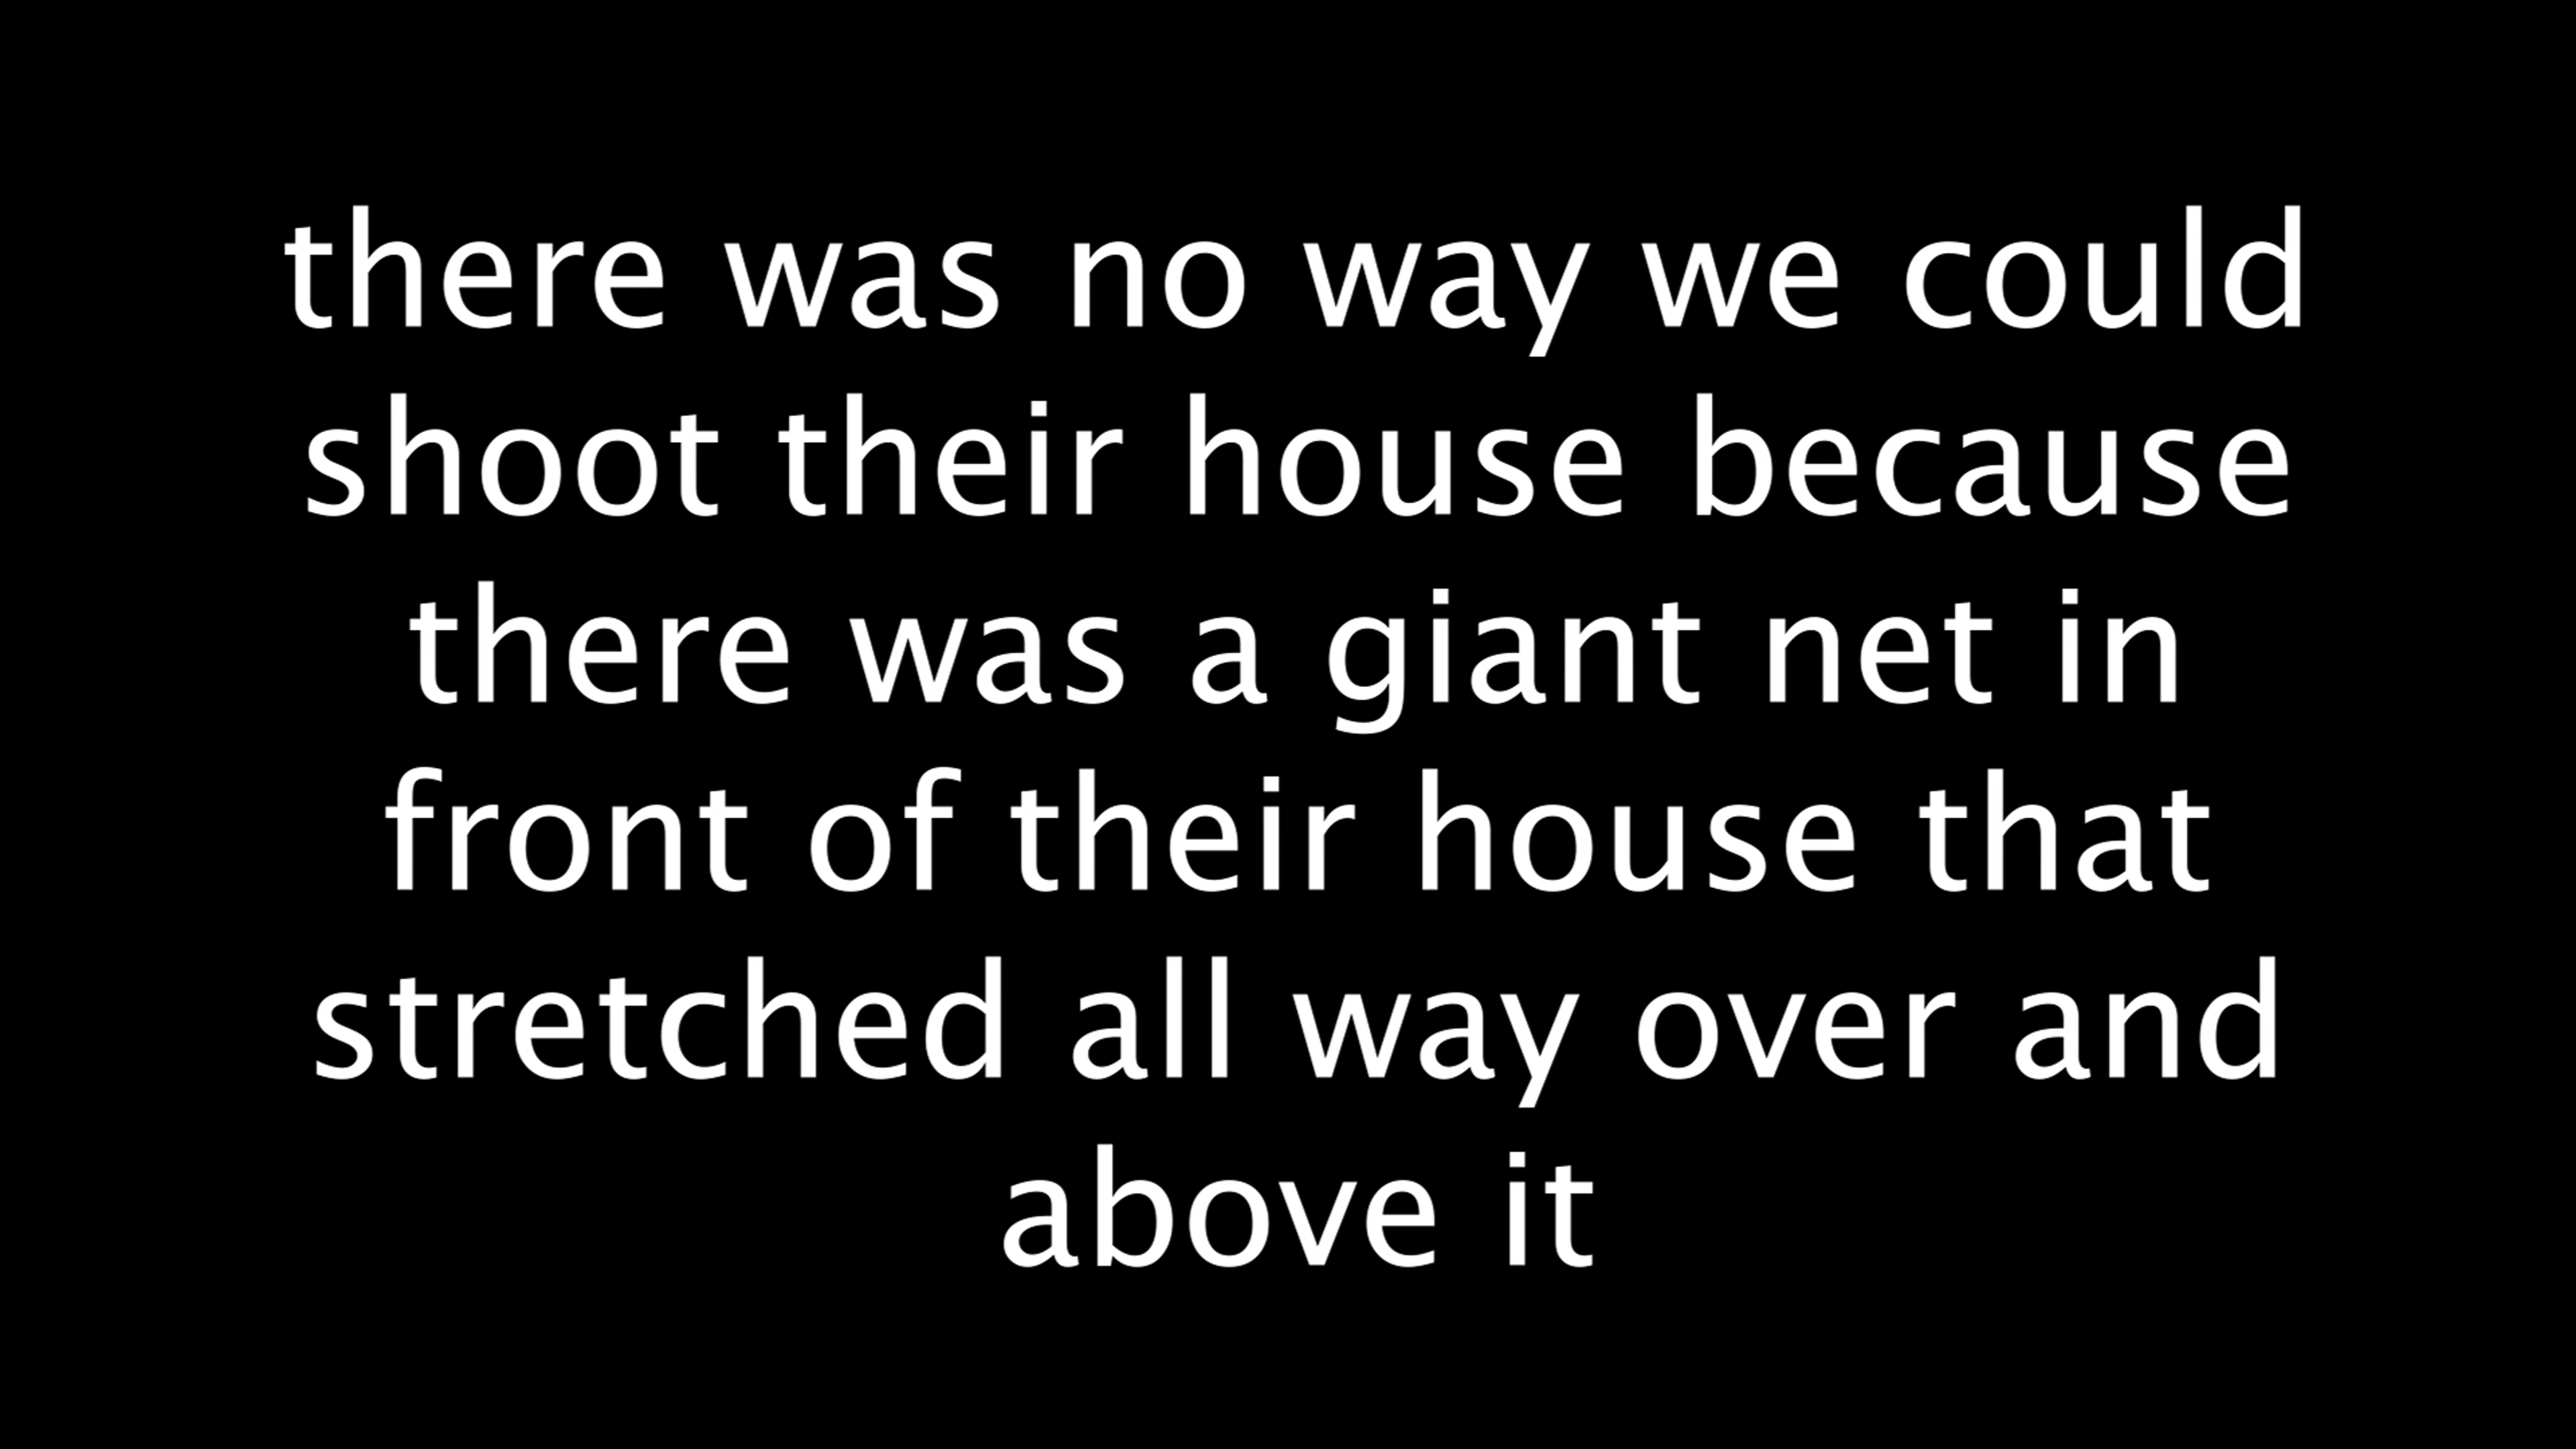 there was no way we could
shoot their house because
there was a giant net in
front of their house that
stretched all way over and
above it